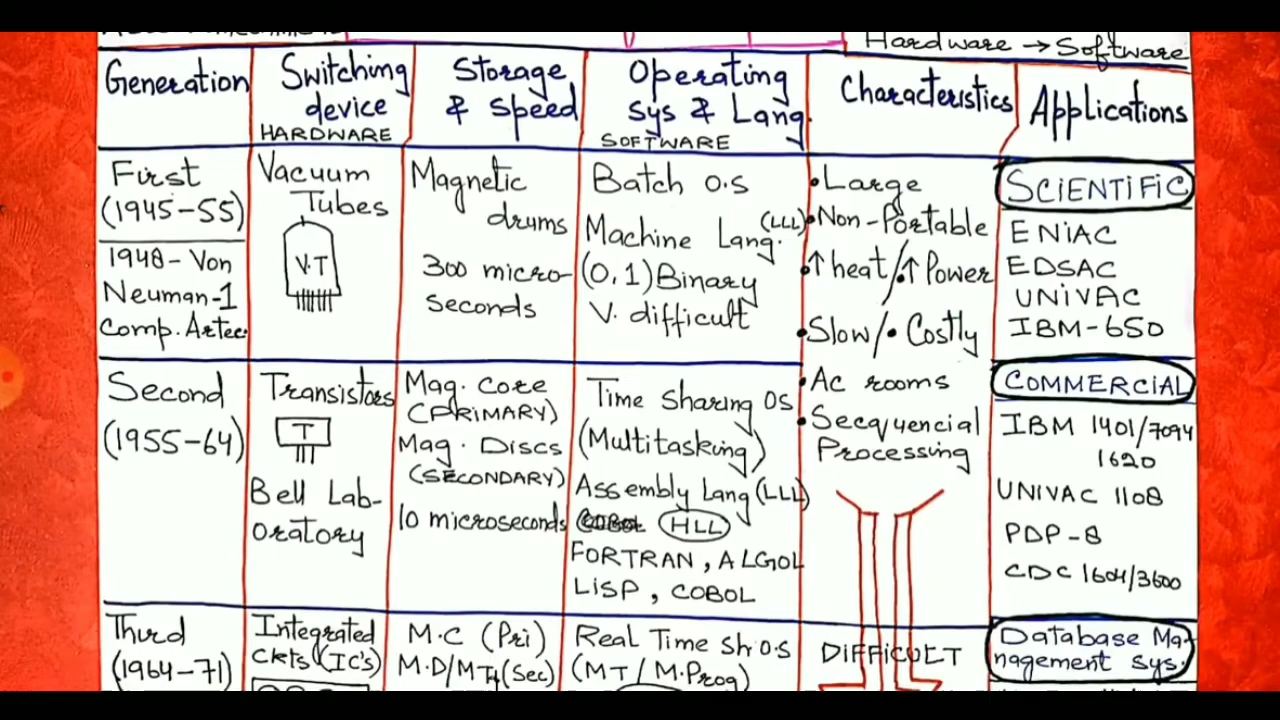 Hardware → Software
Generation
Switching
device
HARDWARE
Storage
& Speed
Operating
sys & Lang.
SOFTWARE
Characteristics
Applications
First
(1945-55)
1948- Von
Neuman-1
Comp. Artec.
Vacuum
Tubes
V.T
Magnetic
drums
300 micro-
seconds
Batch O.S
(LLL)
Machine Lang.
(0,1) Binary
V. difficult
•Large
•Non-Portable
•↑heat/•↑Power
•Slow/•Costly
•Ac rooms
•Secquencial
Processing
SCIENTIFIC
ENIAC
EDSAC
UNIVAC
IBM-650
Second
(1955-64)
Transistors
T
Bell Lab-
oratory
Mag. core
(PRIMARY)
Mag. Discs
(SECONDARY)
10 microseconds
Time sharing OS
(Multitasking)
Assembly Lang (LLL)
HLL
FORTRAN, ALGOL
LISP, COBOL
COMMERCIAL
IBM 1401/7094
1620
UNIVAC 1108
PDP-8
CDC 1604/3600
Third
(1964-71)
Integrated
ckts (IC's)
M.C (Pri)
M.D/MT(Sec)
Real Time sh O.S
(MT / M.Prog)
DIFFICULT
Database Ma-
nagement sys.